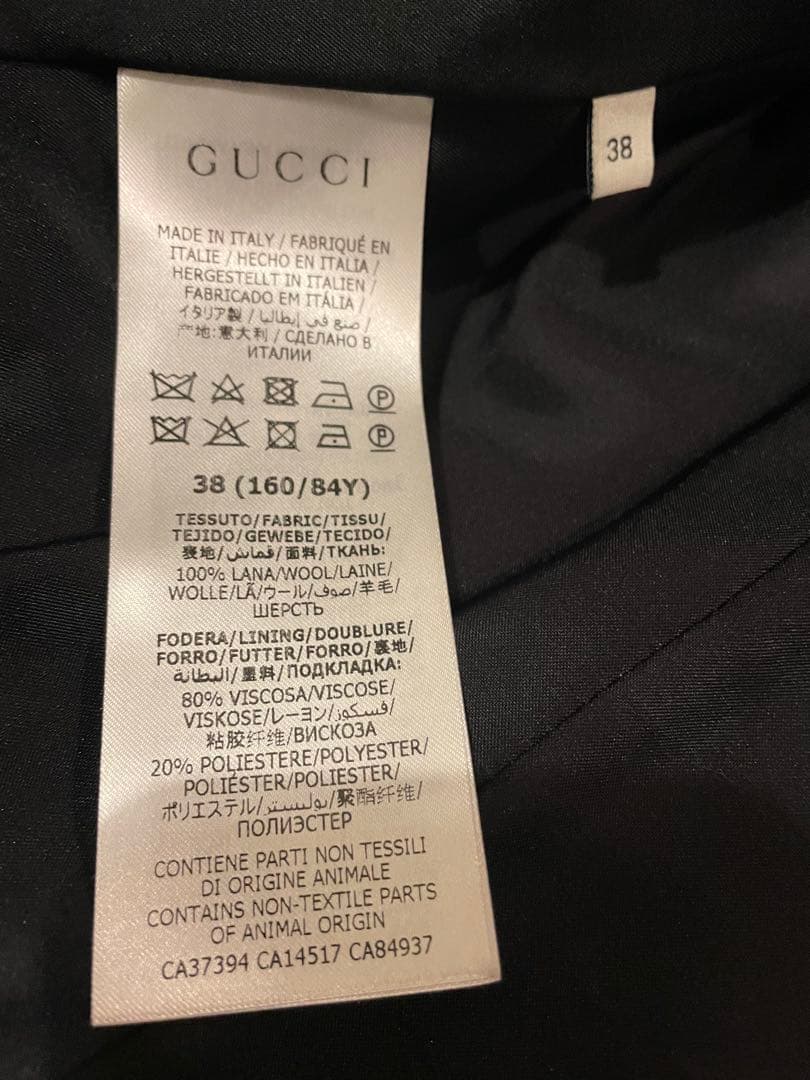 GUCCI
38
MADE IN ITALY / FABRIQUÉ EN
ITALIE / HECHO EN ITALIA /
HERGESTELLT IN ITALIEN /
FABRICADO EM ITÁLIA /
イタリア製 / صنع في إيطاليا /
产地:意大利 / СДЕЛАНО В
ИТАЛИИ
P
P
38 (160/84Y)
TESSUTO/FABRIC/TISSU/
TEJIDO/GEWEBE/TECIDO/
表地/قماش/面料/ТКАНЬ:
100% LANA/WOOL/LAINE/
WOLLE/LÃ/ウール/صوف/羊毛/
ШЕРСТЬ
FODERA/LINING/DOUBLURE/
FORRO/FUTTER/FORRO/裏地/
البطانة/里料/ПОДКЛАДКА:
80% VISCOSA/VISCOSE/
VISKOSE/レーヨン/فسكوز/
粘胶纤维/ВИСКОЗА
20% POLIESTERE/POLYESTER/
POLIÉSTER/POLIESTER/
ポリエステル/بوليستر/聚酯纤维/
ПОЛИЭСТЕР
CONTIENE PARTI NON TESSILI
DI ORIGINE ANIMALE
CONTAINS NON-TEXTILE PARTS
OF ANIMAL ORIGIN
CA37394 CA14517 CA84937